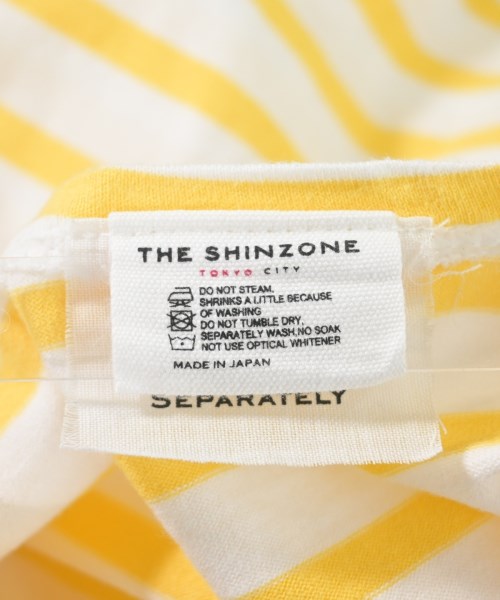 THE SHINZONE
TOKYO CITY
DO NOT STEAM.
SHRINKS A LITTLE BECAUSE
OF WASHING
DO NOT TUMBLE DRY.
SEPARATELY WASH, NO SOAK
NOT USE OPTICAL WHITENER
MADE IN JAPAN
SEPARATELY